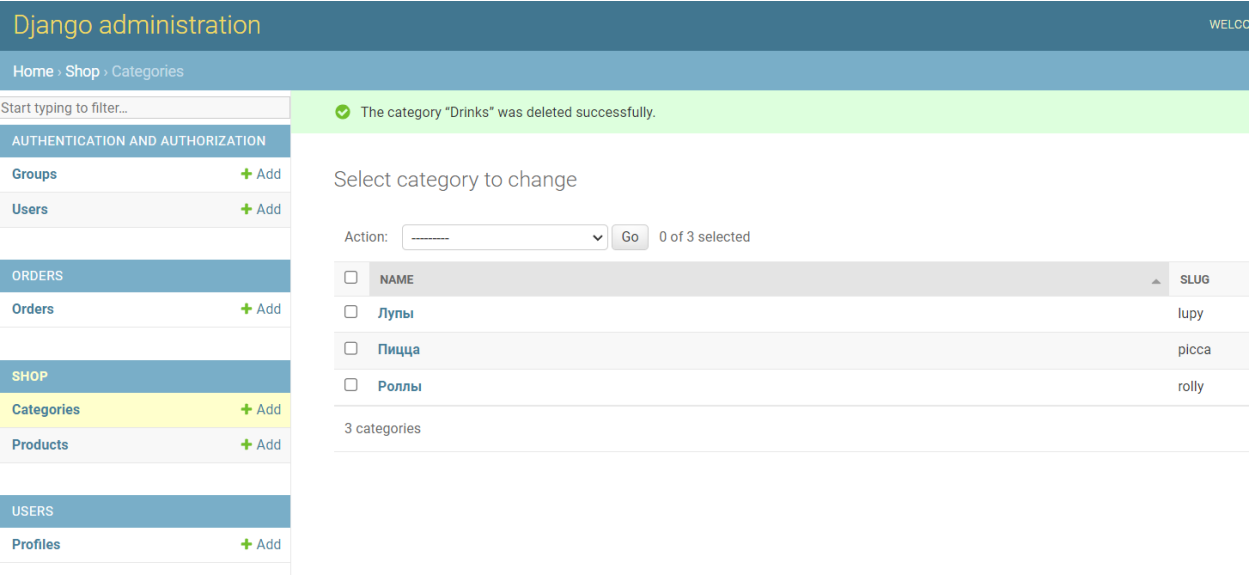 Django administration
WELCO
Home › Shop › Categories
Start typing to filter...
AUTHENTICATION AND AUTHORIZATION
Groups + Add
Users + Add
ORDERS
Orders + Add
SHOP
Categories + Add
Products + Add
USERS
Profiles + Add
The category “Drinks” was deleted successfully.
Select category to change
Action: --------- Go 0 of 3 selected
NAME SLUG
Лупы lupy
Пицца picca
Роллы rolly
3 categories